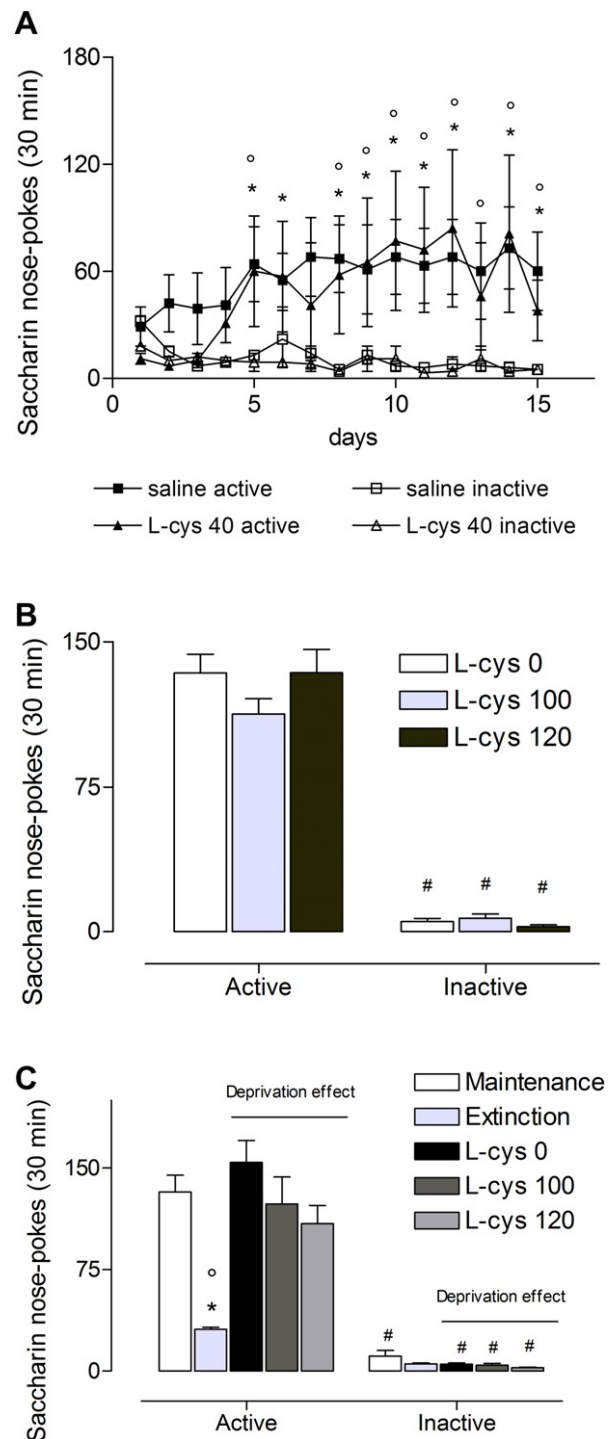 A
Saccharin nose-pokes (30 min)
180
120
60
0
° ° ° ° ° ° ° ° °
* * * * * * * * *
0 5 10 15
days
saline active
saline inactive
L-cys 40 active
L-cys 40 inactive
B
Saccharin nose-pokes (30 min)
150
75
0
L-cys 0
L-cys 100
L-cys 120
# # #
Active Inactive
C
Saccharin nose-pokes (30 min)
150
75
0
Deprivation effect
Maintenance
Extinction
L-cys 0
L-cys 100
L-cys 120
°
*
Deprivation effect
# # # #
Active Inactive